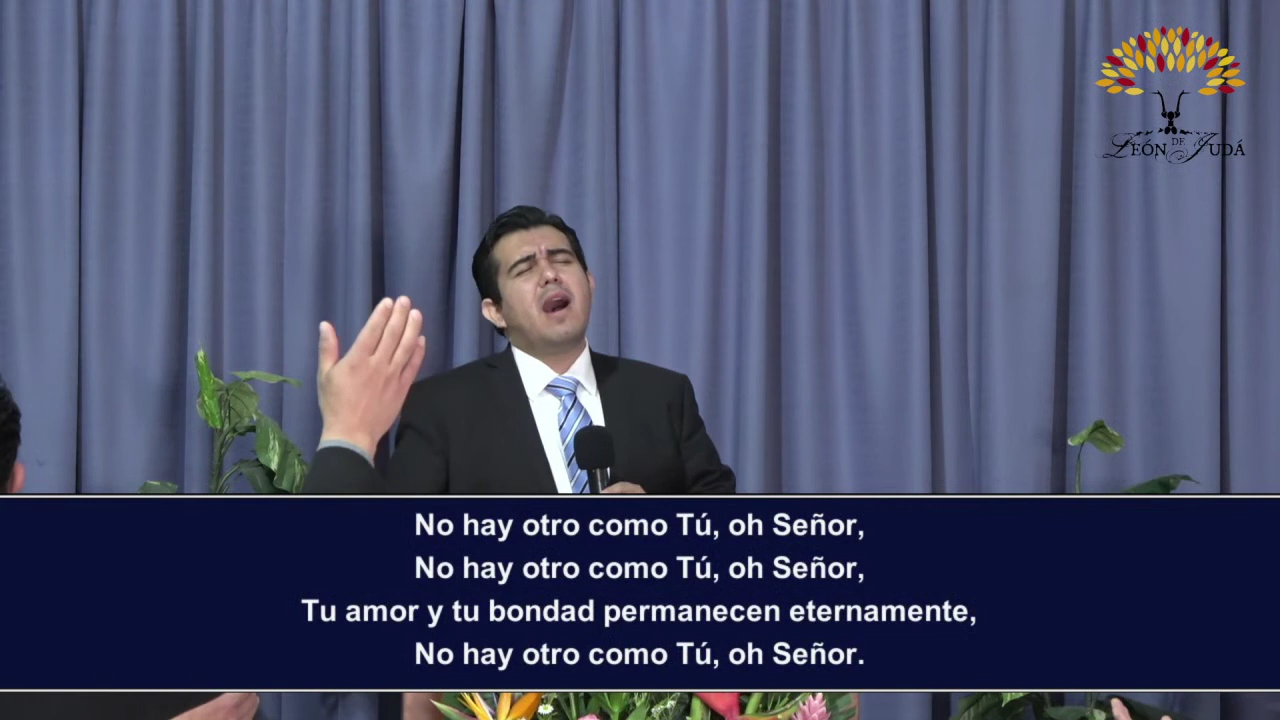 LEÓN DE JUDÁ
No hay otro como Tú, oh Señor,
No hay otro como Tú, oh Señor,
Tu amor y tu bondad permanecen eternamente,
No hay otro como Tú, oh Señor.